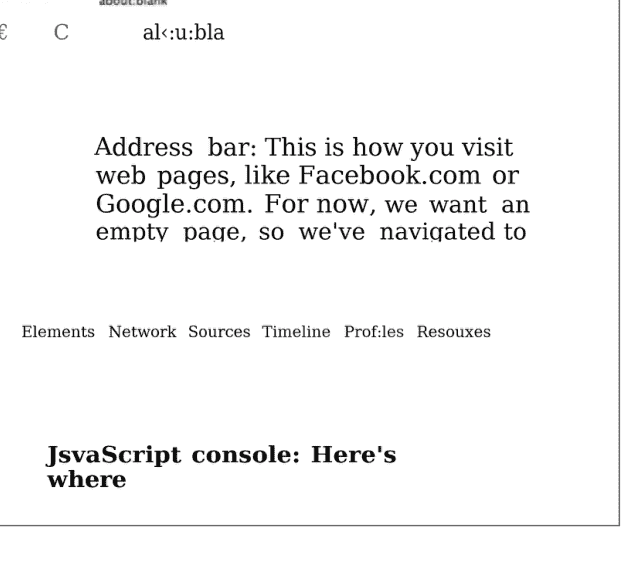 about:blank
€ C al‹:u:bla
Address bar: This is how you visit
web pages, like Facebook.com or
Google.com. For now, we want an
empty page, so we've navigated to
Elements Network Sources Timeline Prof:les Resouxes
JsvaScript console: Here's
where